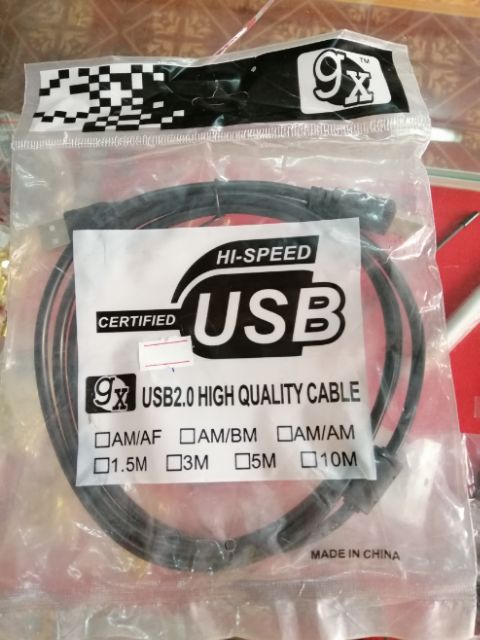 gx™
HI-SPEED
CERTIFIED USB
gx USB2.0 HIGH QUALITY CABLE
☐AM/AF ☐AM/BM ☐AM/AM
☐1.5M ☐3M ☐5M ☐10M
MADE IN CHINA